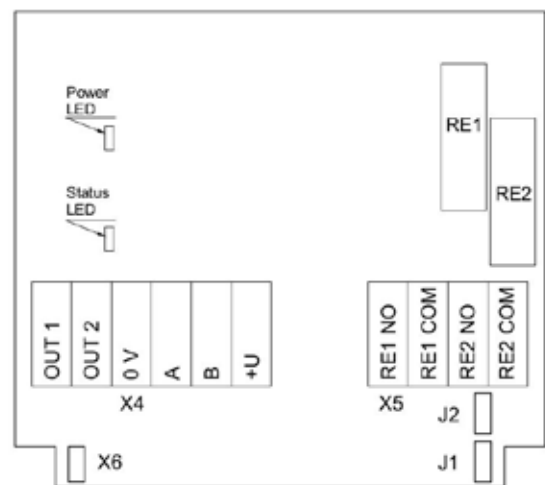 Power
LED
RE1
Status
LED
RE2
OUT 1
OUT 2
0 V
A
B
+U
RE1 NO
RE1 COM
RE2 NO
RE2 COM
X4
X5
J2
X6
J1